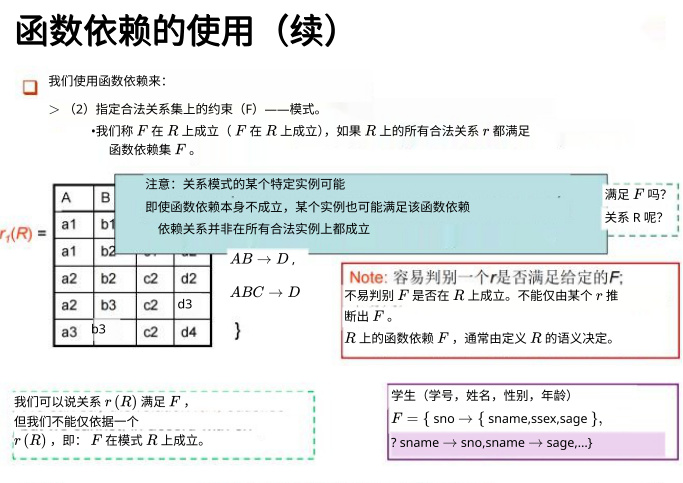 函数依赖的使用（续）
我们使用函数依赖来：
> （2）指定合法关系集上的约束（F）——模式。
•我们称 F 在 R 上成立（ F 在 R 上成立），如果 R 上的所有合法关系 r 都满足
函数依赖集 F 。
注意：关系模式的某个特定实例可能
即使函数依赖本身不成立，某个实例也可能满足该函数依赖
依赖关系并非在所有合法实例上都成立
满足 F 吗？
关系 R 呢？
r₁(R) =
A B
a1 b1
a1 b2
a2 b2 c2 d2
a2 b3 c2 d3
a3 b3 c2 d4
AB → D ,
ABC → D
}
Note: 容易判别一个r是否满足给定的F;
不易判别 F 是否在 R 上成立。不能仅由某个 r 推
断出 F 。
R 上的函数依赖 F ，通常由定义 R 的语义决定。
我们可以说关系 r (R) 满足 F ，
但我们不能仅依据一个
r (R) ，即： F 在模式 R 上成立。
学生（学号，姓名，性别，年龄）
F = { sno → { sname,ssex,sage },
? sname → sno,sname → sage,...}